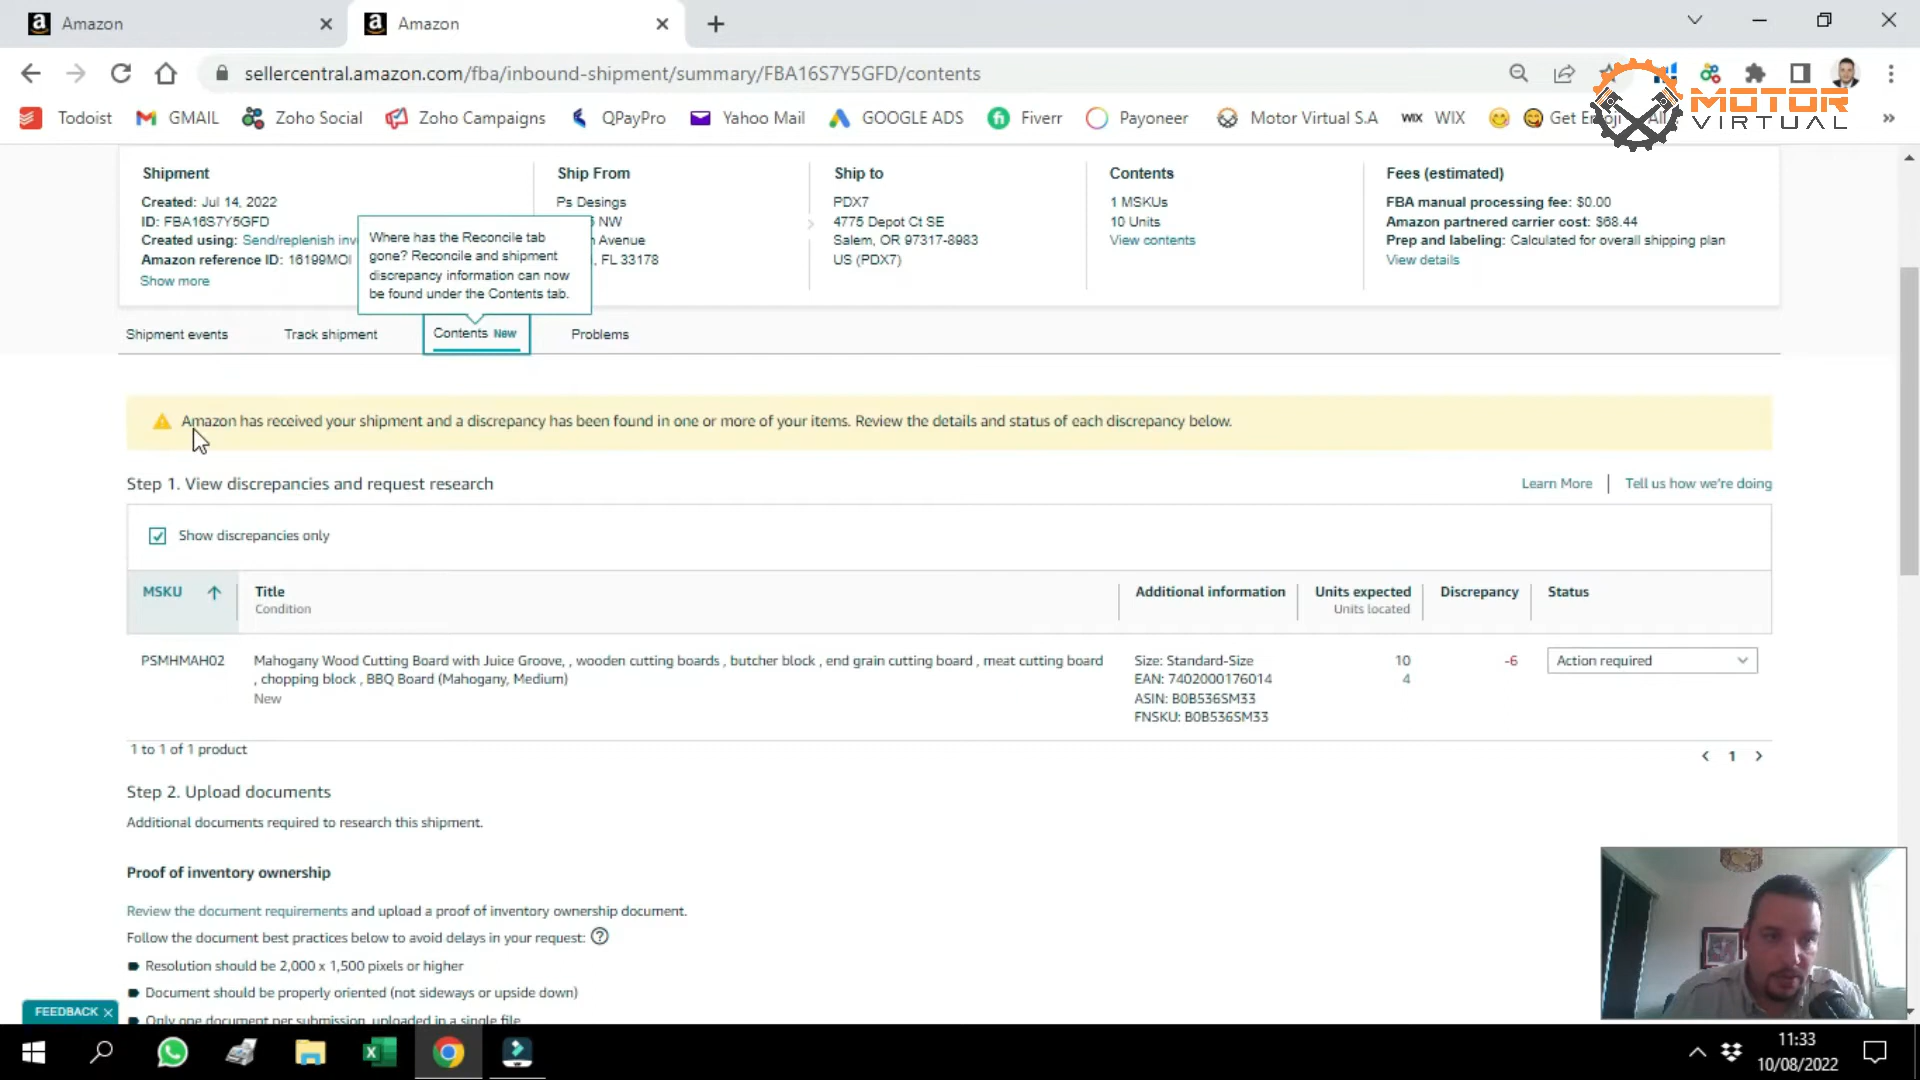 Amazon
Amazon
sellercentral.amazon.com/fba/inbound-shipment/summary/FBA16S7Y5GFD/contents
Todoist GMAIL Zoho Social Zoho Campaigns QPayPro Yahoo Mail GOOGLE ADS Fiverr Payoneer Motor Virtual S.A WIX WIX Get Emoji All
MOTOR
VIRTUAL
Shipment
Created: Jul 14, 2022
ID: FBA16S7Y5GFD
Created using: Send/replenish inv
Amazon reference ID: 16199MOI
Show more
Ship From
Ps Desings
NW
Avenue
, FL 33178
Ship to
PDX7
4775 Depot Ct SE
Salem, OR 97317-8983
US (PDX7)
Contents
1 MSKUs
10 Units
View contents
Fees (estimated)
FBA manual processing fee: $0.00
Amazon partnered carrier cost: $68.44
Prep and labeling: Calculated for overall shipping plan
View details
Where has the Reconcile tab
gone? Reconcile and shipment
discrepancy information can now
be found under the Contents tab.
Shipment events Track shipment Contents New Problems
Amazon has received your shipment and a discrepancy has been found in one or more of your items. Review the details and status of each discrepancy below.
Step 1. View discrepancies and request research
Learn More Tell us how we're doing
Show discrepancies only
MSKU
Title
Condition
Additional information
Units expected
Units located
Discrepancy
Status
PSMHMAH02
Mahogany Wood Cutting Board with Juice Groove, , wooden cutting boards , butcher block , end grain cutting board , meat cutting board
, chopping block , BBQ Board (Mahogany, Medium)
New
Size: Standard-Size
EAN: 7402000176014
ASIN: B0B536SM33
FNSKU: B0B536SM33
10
4
-6
Action required
1 to 1 of 1 product
1
Step 2. Upload documents
Additional documents required to research this shipment.
Proof of inventory ownership
Review the document requirements and upload a proof of inventory ownership document.
Follow the document best practices below to avoid delays in your request:
Resolution should be 2,000 x 1,500 pixels or higher
Document should be properly oriented (not sideways or upside down)
Only one document per submission, uploaded in a single file
FEEDBACK
11:33
10/08/2022